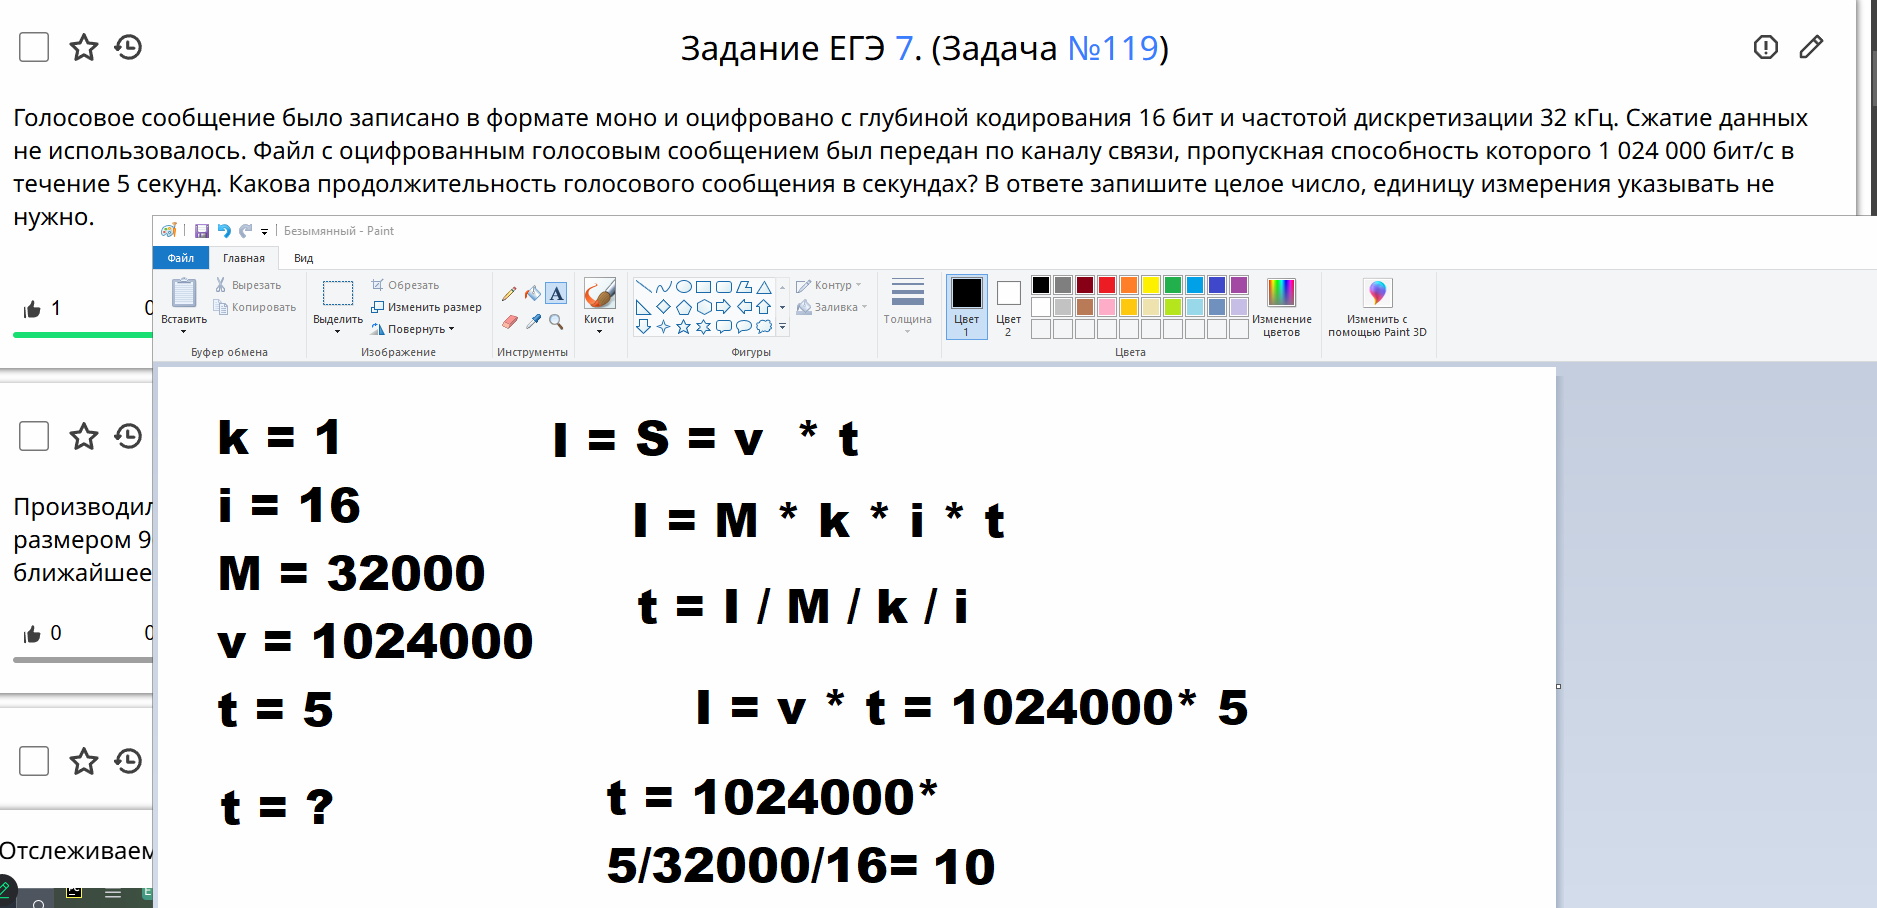 Задание ЕГЭ 7. (Задача №119)
Голосовое сообщение было записано в формате моно и оцифровано с глубиной кодирования 16 бит и частотой дискретизации 32 кГц. Сжатие данных
не использовалось. Файл с оцифрованным голосовым сообщением был передан по каналу связи, пропускная способность которого 1 024 000 бит/с в
течение 5 секунд. Какова продолжительность голосового сообщения в секундах? В ответе запишите целое число, единицу измерения указывать не
нужно.
Безымянный - Paint
Файл Главная Вид
Вставить
Вырезать
Копировать
Буфер обмена
Выделить
Обрезать
Изменить размер
Повернуть
Изображение
A
Инструменты
Кисти
Контур
Заливка
Фигуры
Толщина
Цвет
1
Цвет
2
Изменение
цветов
Цвета
Изменить с
помощью Paint 3D
1 0
k = 1
i = 16
M = 32000
v = 1024000
t = 5
t = ?
I = S = v * t
I = M * k * i * t
t = I / M / k / i
I = v * t = 1024000* 5
t = 1024000*
5/32000/16= 10
Производил
размером 9
ближайшее
0 0
Отслеживаем